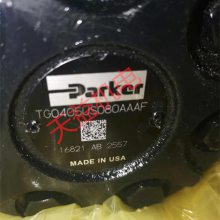 Parker
TG0405US080AAAF
16821 AB 2557
MADE IN USA